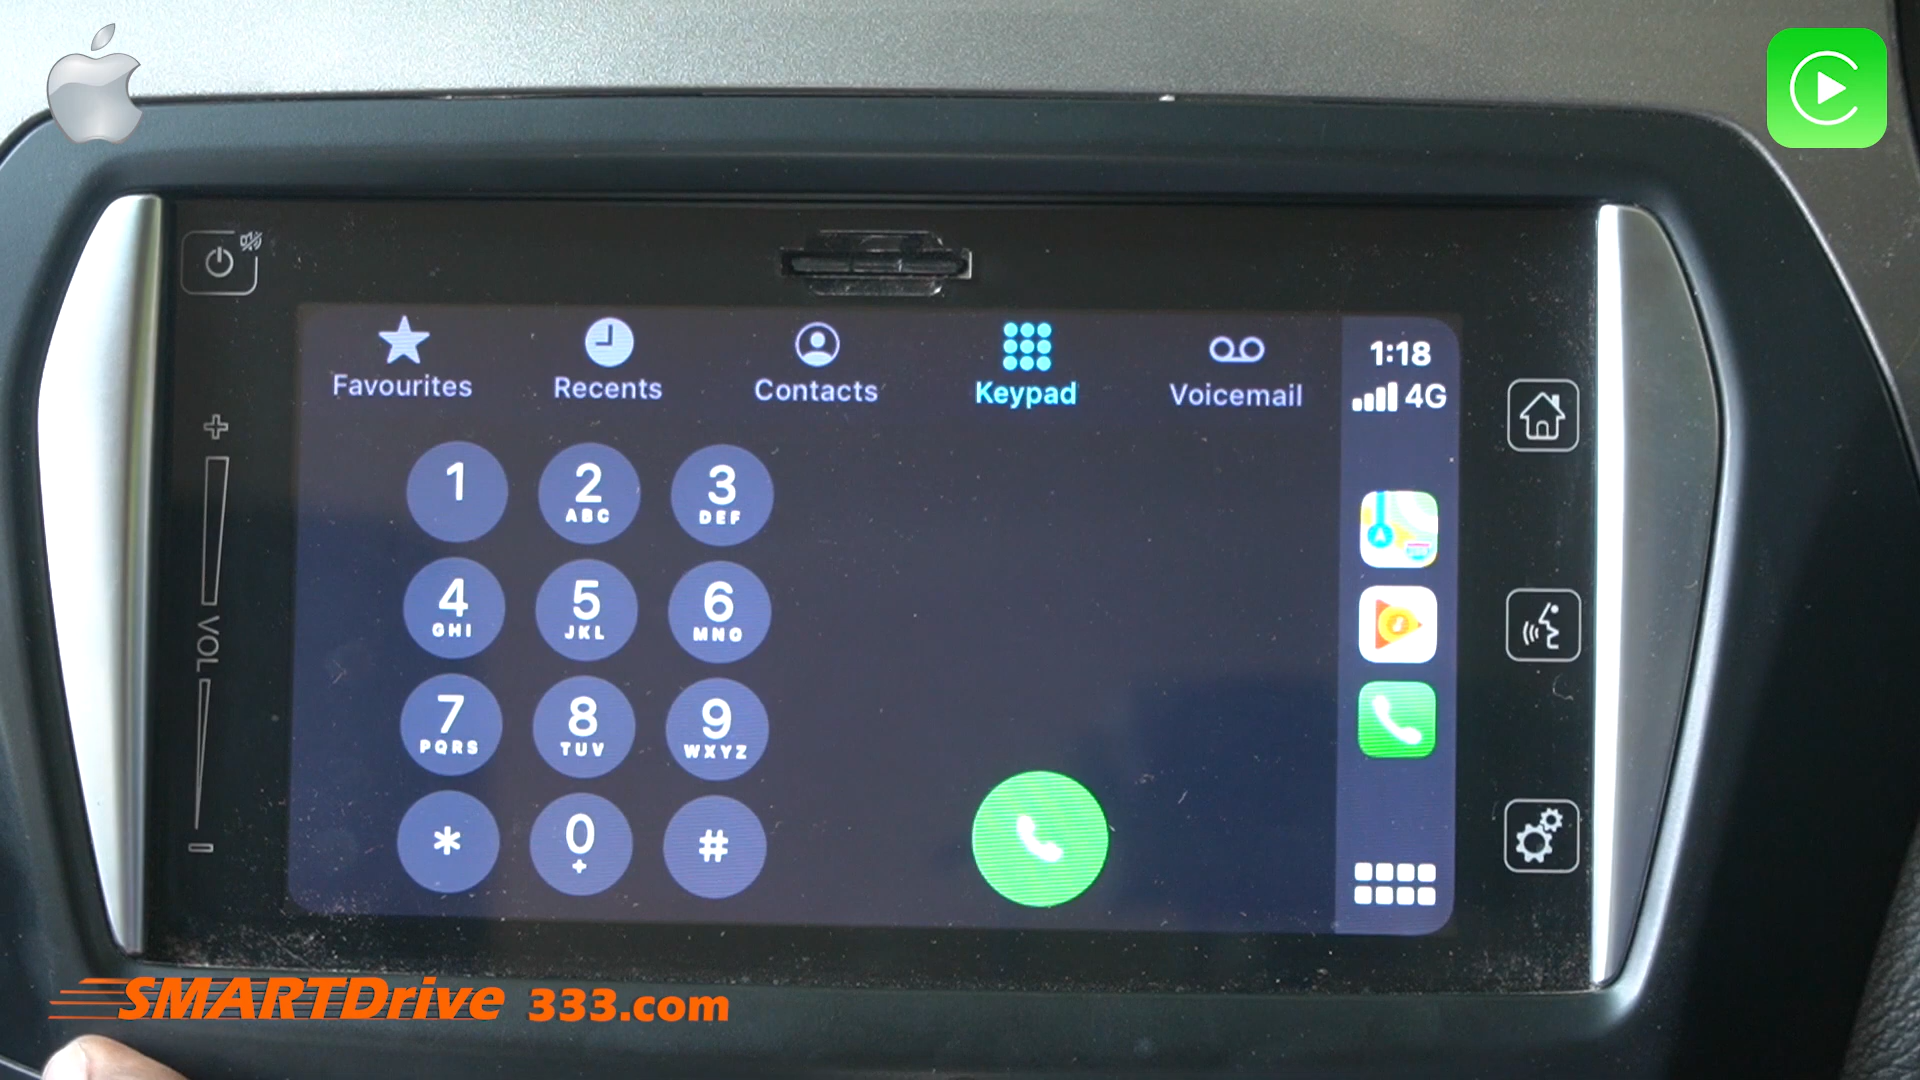 Favourites
Recents
Contacts
Keypad
Voicemail
1:18
4G
1
2
ABC
3
DEF
4
GHI
5
JKL
6
MNO
7
PQRS
8
TUV
9
WXYZ
*
0
+
#
VOL
SMARTDrive 333.com